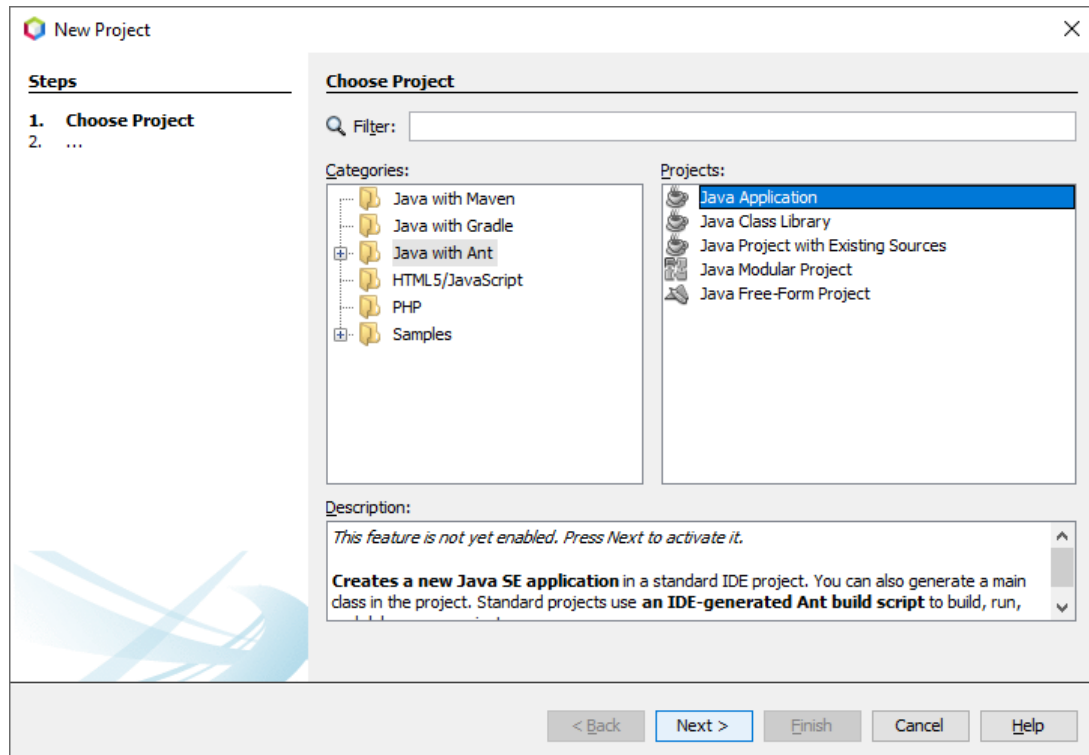 New Project
Steps
1. Choose Project
2. ...
Choose Project
Filter:
Categories:
Java with Maven
Java with Gradle
Java with Ant
HTML5/JavaScript
PHP
Samples
Projects:
Java Application
Java Class Library
Java Project with Existing Sources
Java Modular Project
Java Free-Form Project
Description:
This feature is not yet enabled. Press Next to activate it.
Creates a new Java SE application in a standard IDE project. You can also generate a main
class in the project. Standard projects use an IDE-generated Ant build script to build, run,
< Back
Next >
Finish
Cancel
Help